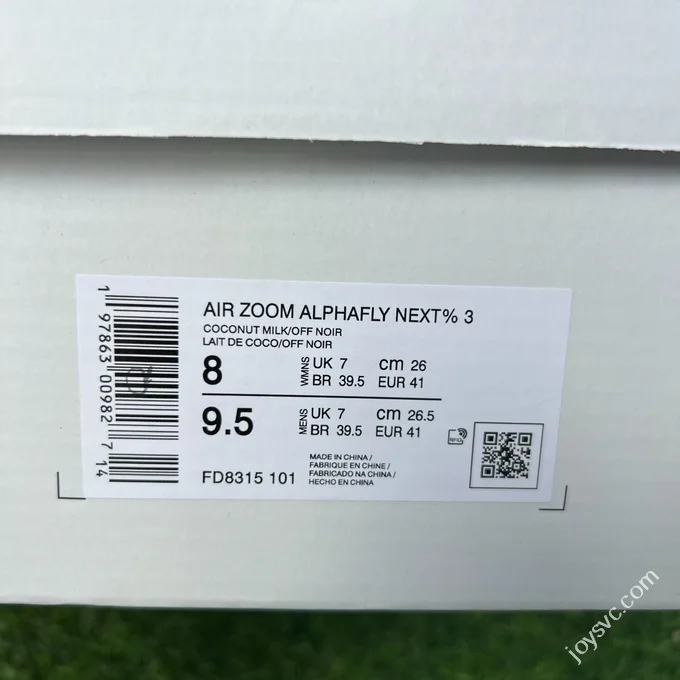 AIR ZOOM ALPHAFLY NEXT% 3
COCONUT MILK/OFF NOIR
LAIT DE COCO/OFF NOIR
8 WMNS UK 7 cm 26
BR 39.5 EUR 41
9.5 MENS UK 7 cm 26.5
BR 39.5 EUR 41
MADE IN CHINA /
FABRIQUE EN CHINE /
FABRICADO NA CHINA /
HECHO EN CHINA
FD8315 101
1 97863 00982 7 14
RFID
joysvc.com